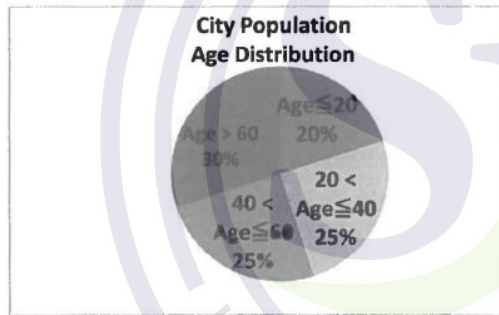 City Population
Age Distribution
Age≦20
20%
Age > 60
30%
20 <
Age≦40
25%
40 <
Age≦60
25%